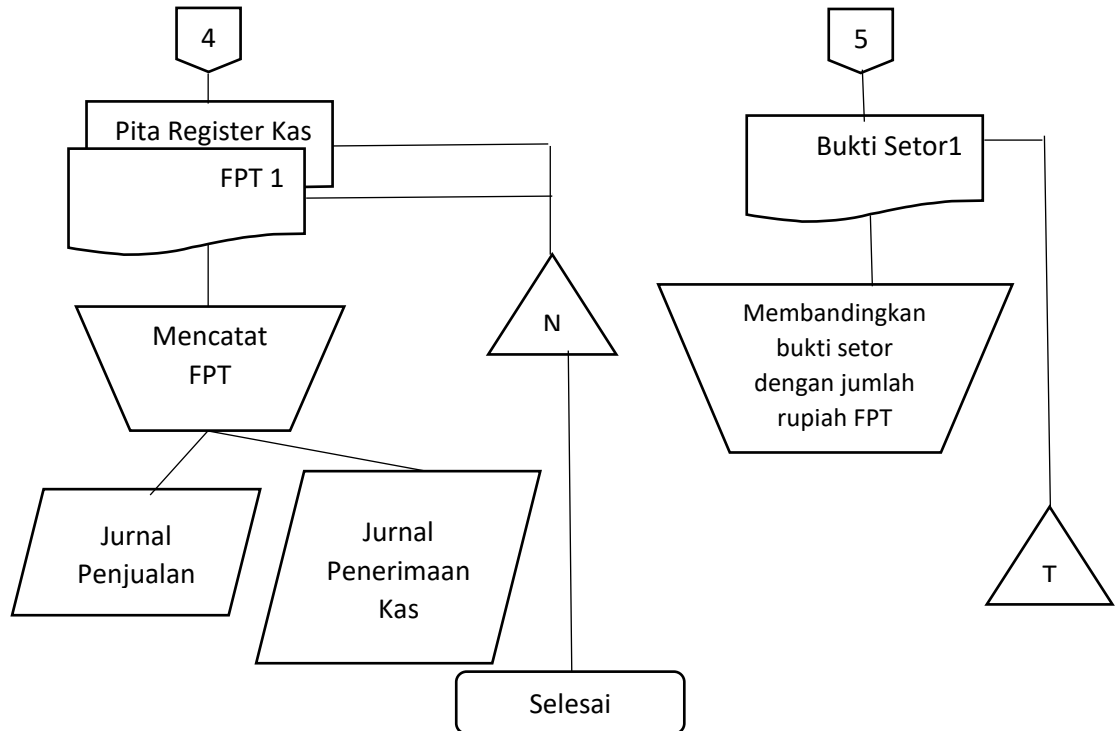 4
Pita Register Kas
FPT 1
Mencatat
FPT
N
Jurnal
Penjualan
Jurnal
Penerimaan
Kas
Selesai
5
Bukti Setor1
Membandingkan
bukti setor
dengan jumlah
rupiah FPT
T